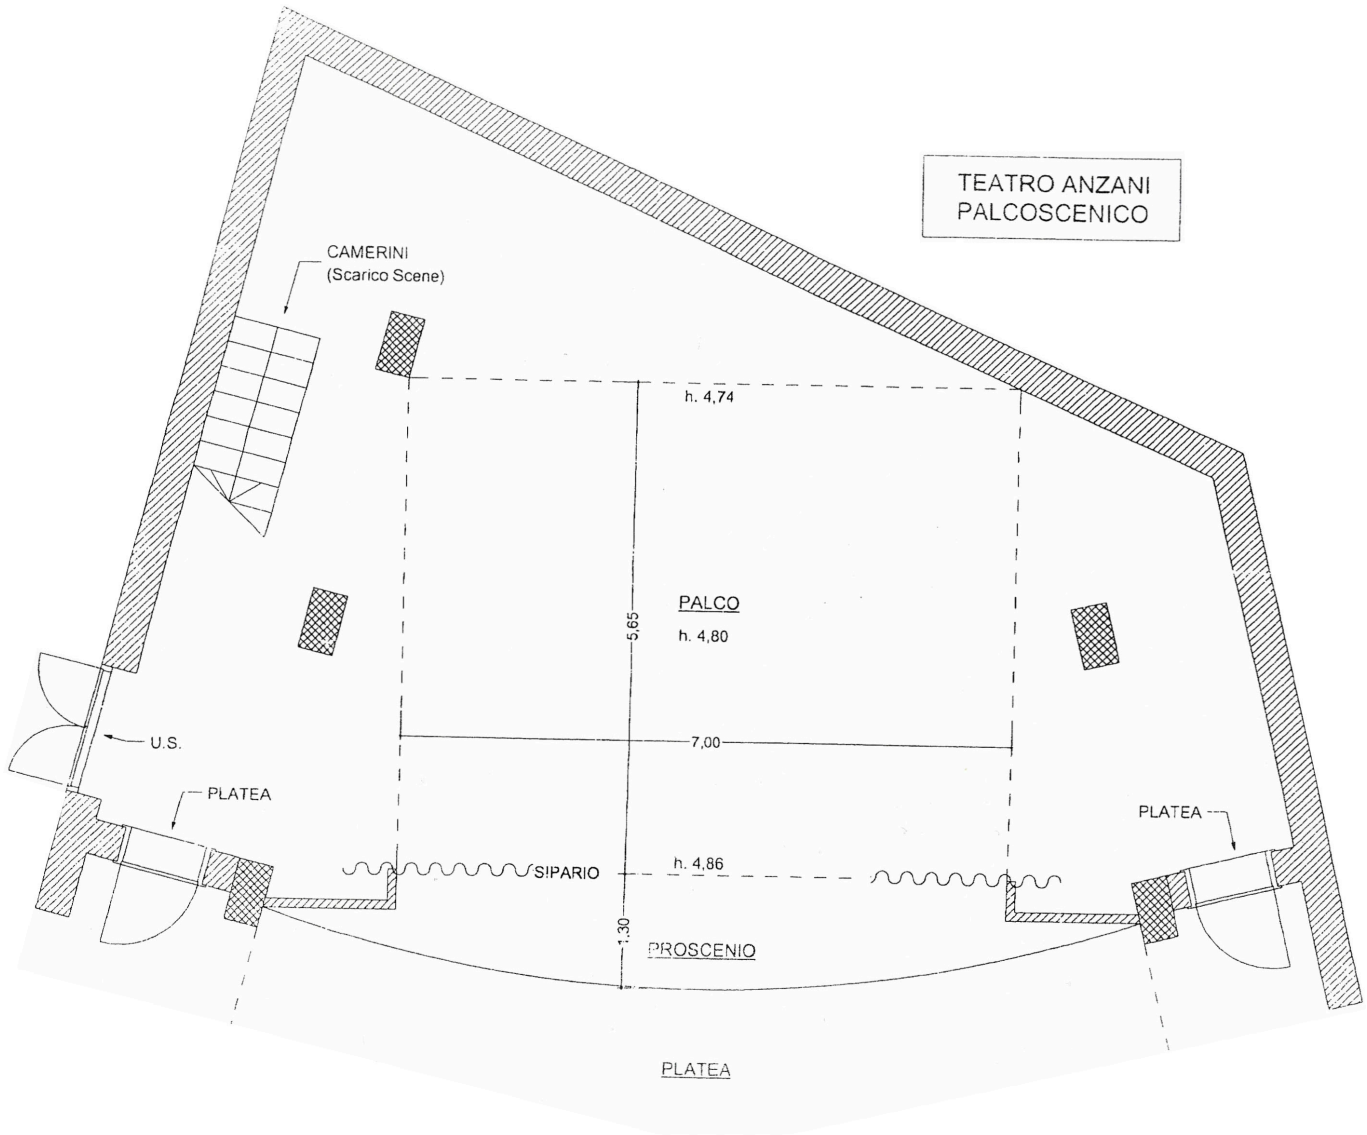 TEATRO ANZANI
PALCOSCENICO
CAMERINI
(Scarico Scene)
h. 4,74
PALCO
h. 4,80
5,65
7,00
U.S.
PLATEA
PLATEA
SIPARIO
h. 4,86
1,30
PROSCENIO
PLATEA